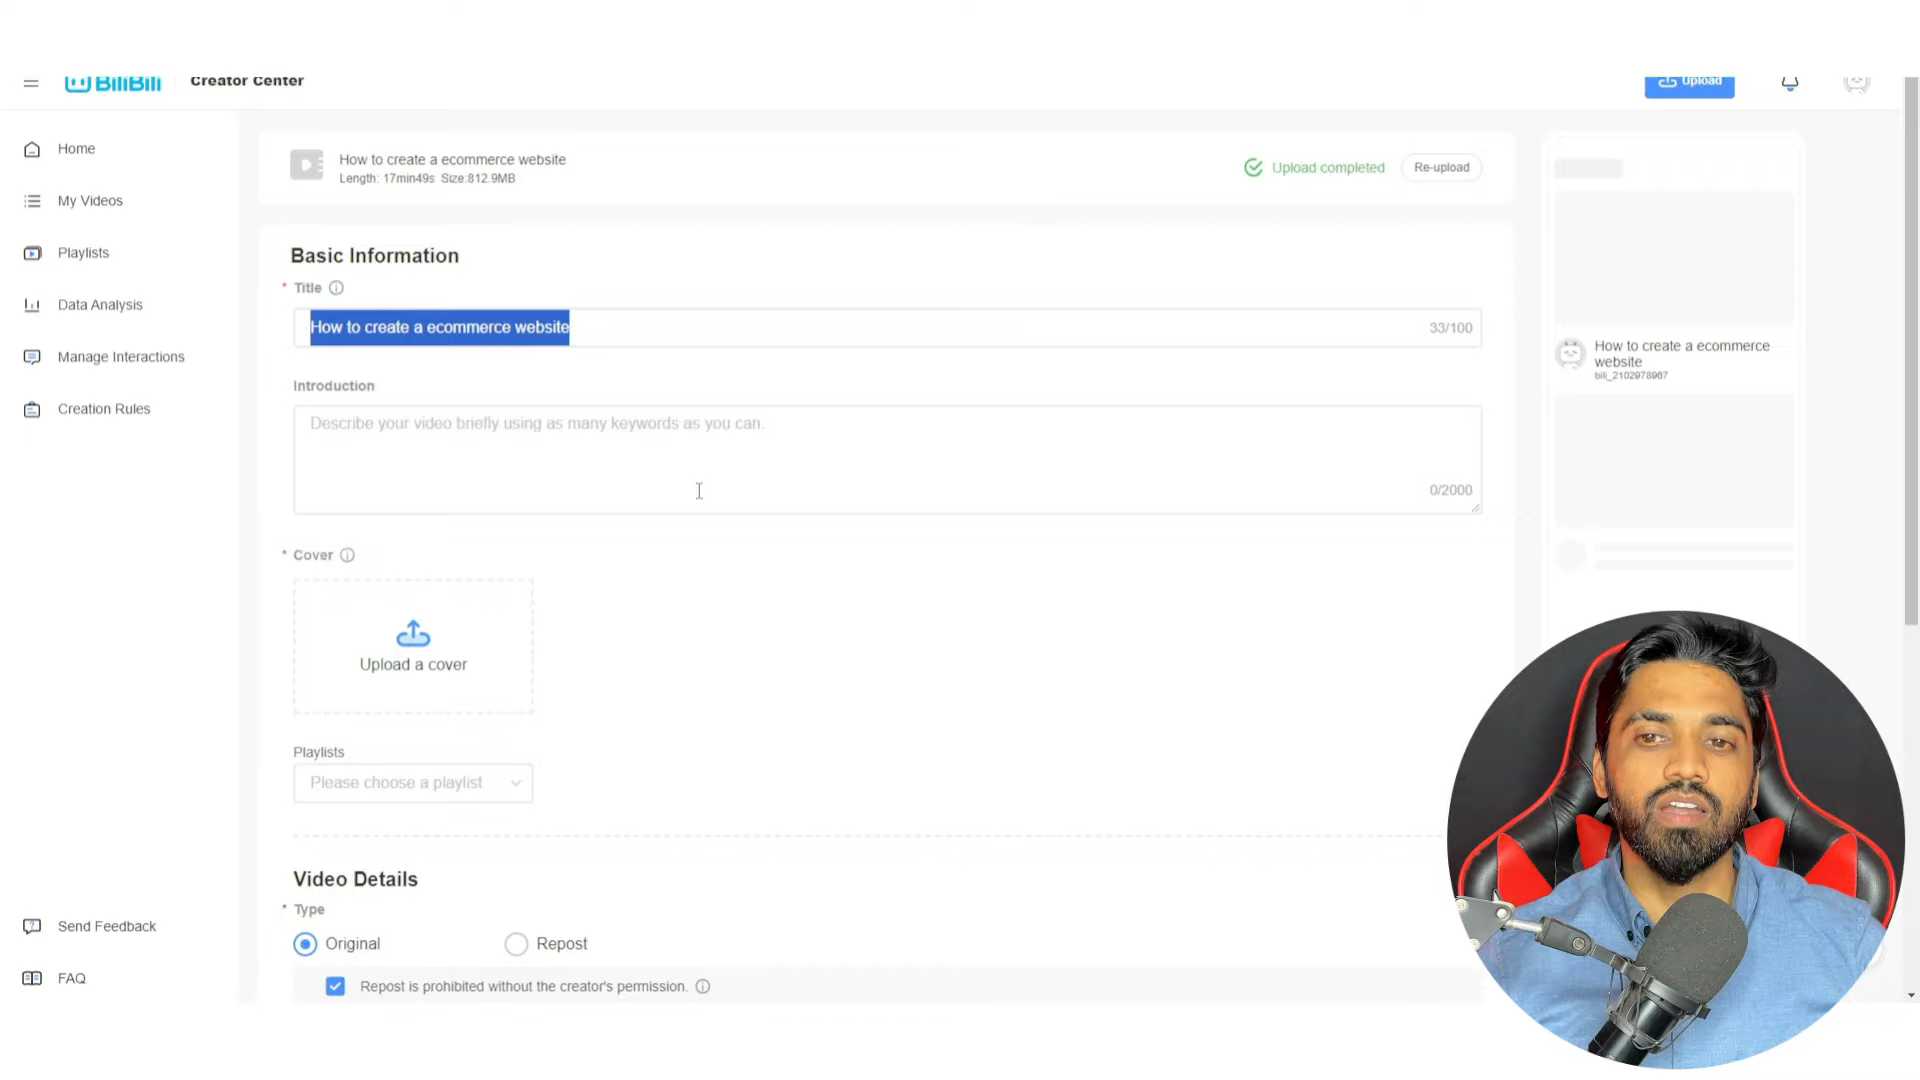 BiliBili Creator Center
Upload
Home
My Videos
Playlists
Data Analysis
Manage Interactions
Creation Rules
Send Feedback
FAQ
How to create a ecommerce website
Length: 17min49s Size:812.9MB
Upload completed
Re-upload
Basic Information
* Title
How to create a ecommerce website
33/100
Introduction
Describe your video briefly using as many keywords as you can.
0/2000
* Cover
Upload a cover
Playlists
Please choose a playlist
Video Details
* Type
Original
Repost
Repost is prohibited without the creator's permission.
How to create a ecommerce
website
bili_2102978967